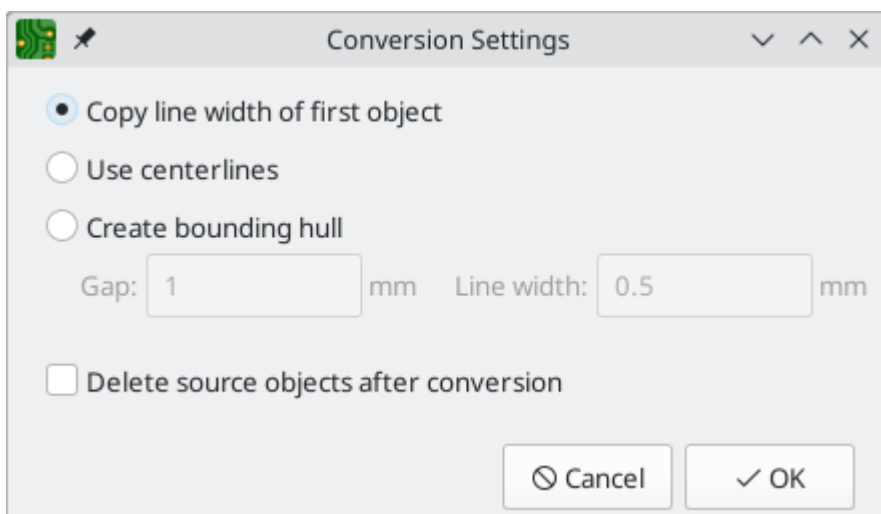 Conversion Settings
Copy line width of first object
Use centerlines
Create bounding hull
Gap: 1 mm Line width: 0.5 mm
Delete source objects after conversion
Cancel OK